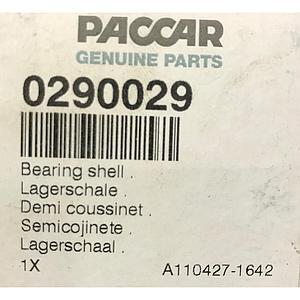 PACCAR
GENUINE PARTS
0290029
Bearing shell .
Lagerschale .
Demi coussinet .
Semicojinete .
Lagerschaal .
1X A110427-1642